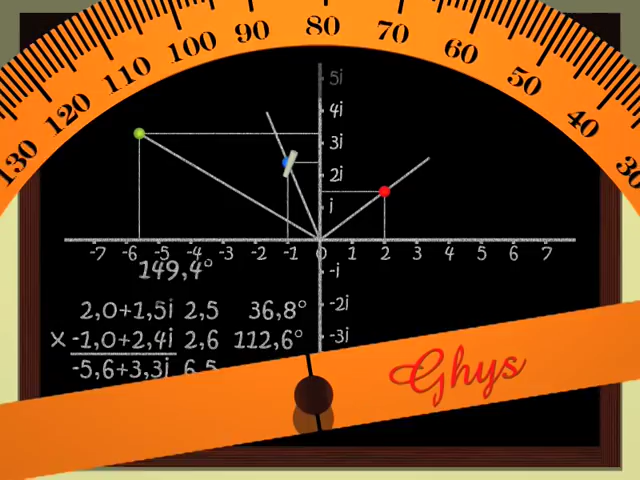 130 120 110 100 90 80 70 60 50 40 30
5i
4i
3i
2i
i
-7 -6 -5 -4 -3 -2 -1 0 1 2 3 4 5 6 7
149,4°
-i
-2i
-3i
2,0+1,5i 2,5 36,8°
× -1,0+2,4i 2,6 112,6°
-5,6+3,3i 6,5
Ghys